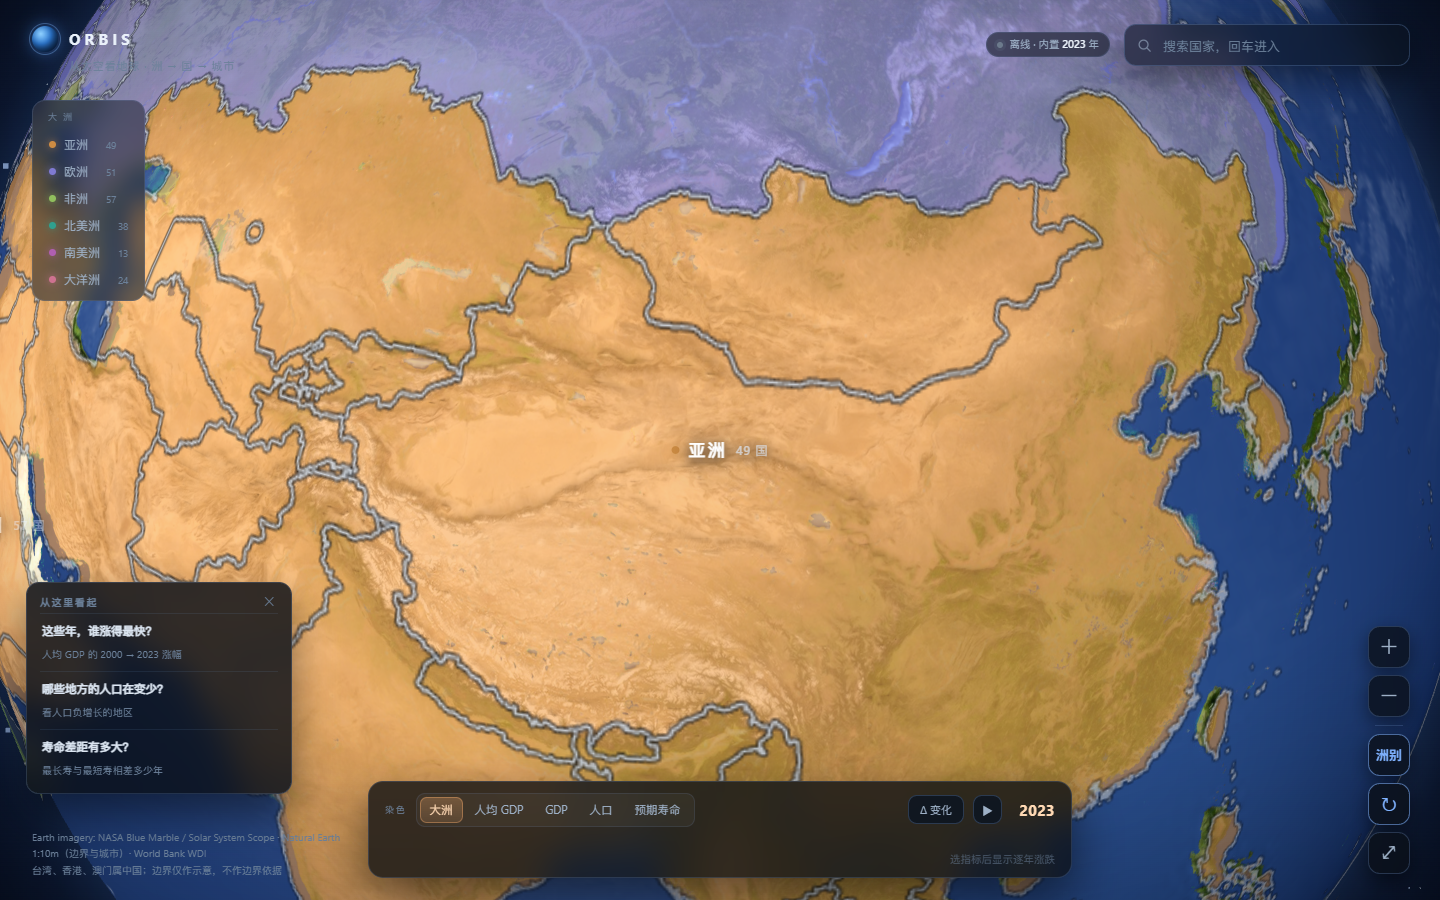 ORBIS
离线 · 内置 2023 年
搜索国家，回车进入
大 洲
亚洲 49
欧洲 51
非洲 57
北美洲 38
南美洲 13
大洋洲 24
亚洲 49 国
从这里看起
这些年，谁涨得最快？
人均 GDP 的 2000 → 2023 涨幅
哪些地方的人口在变少？
看人口负增长的地区
寿命差距有多大？
最长寿与最短寿相差多少年
洲别
染色 大洲 人均 GDP GDP 人口 预期寿命 Δ 变化 2023
选指标后显示逐年涨跌
Earth imagery: NASA Blue Marble / Solar System Scope · Natural Earth
1:10m（边界与城市）· World Bank WDI
台湾、香港、澳门属中国；边界仅作示意，不作边界依据